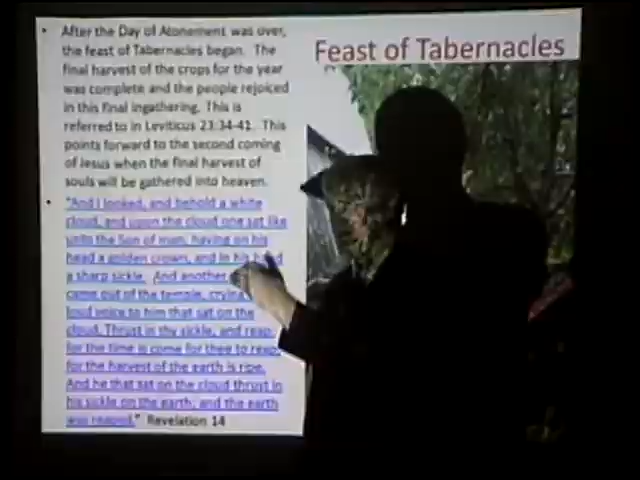 Feast of Tabernacles
• After the Day of Atonement was over,
the feast of Tabernacles began. The
final harvest of the crops for the year
was complete and the people rejoiced
in this final ingathering. This is
referred to in Leviticus 23:34-41. This
points forward to the second coming
of Jesus when the final harvest of
souls will be gathered into heaven.
• "And I looked, and behold a white
cloud, and upon the cloud one sat like
unto the Son of man, having on his
head a golden crown, and in his
a sharp sickle. And another
came out of the temple,
loud voice to him that sat on the
cloud, Thrust in thy sickle, and reap
for the time is come for thee to reap
for the harvest of the earth is ripe.
And he that sat on the cloud thrust in
his sickle on the earth; and the earth
was reaped." Revelation 14